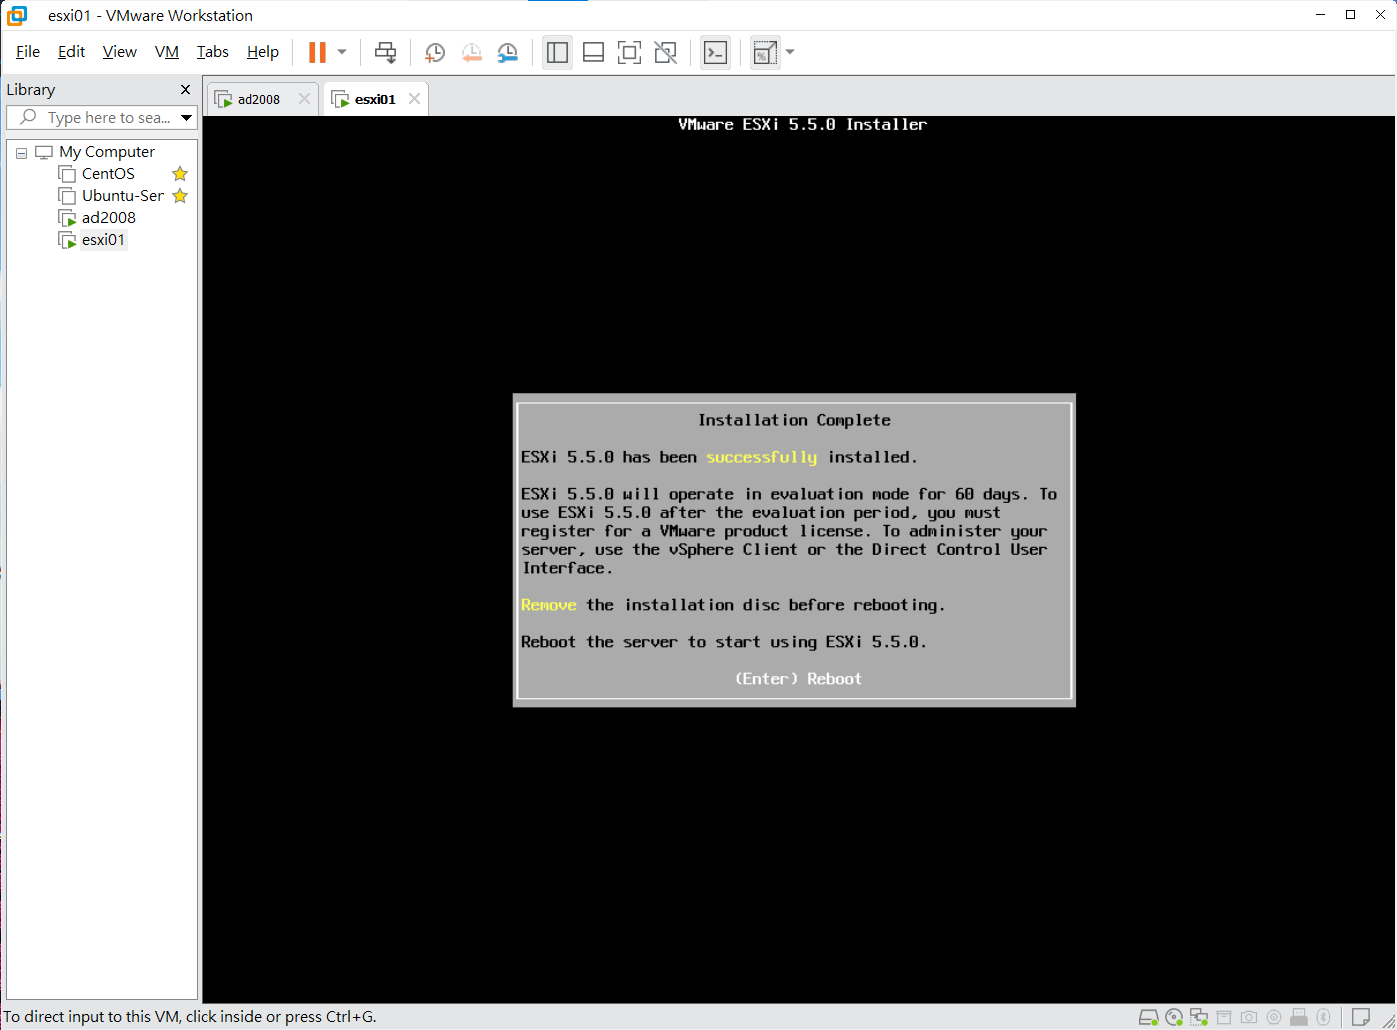 esxi01 - VMware Workstation
File Edit View VM Tabs Help
Library
Type here to sea...
My Computer
CentOS
Ubuntu-Ser
ad2008
esxi01
ad2008
esxi01
VMware ESXi 5.5.0 Installer
Installation Complete
ESXi 5.5.0 has been successfully installed.
ESXi 5.5.0 will operate in evaluation mode for 60 days. To
use ESXi 5.5.0 after the evaluation period, you must
register for a VMware product license. To administer your
server, use the vSphere Client or the Direct Control User
Interface.
Remove the installation disc before rebooting.
Reboot the server to start using ESXi 5.5.0.
(Enter) Reboot
To direct input to this VM, click inside or press Ctrl+G.